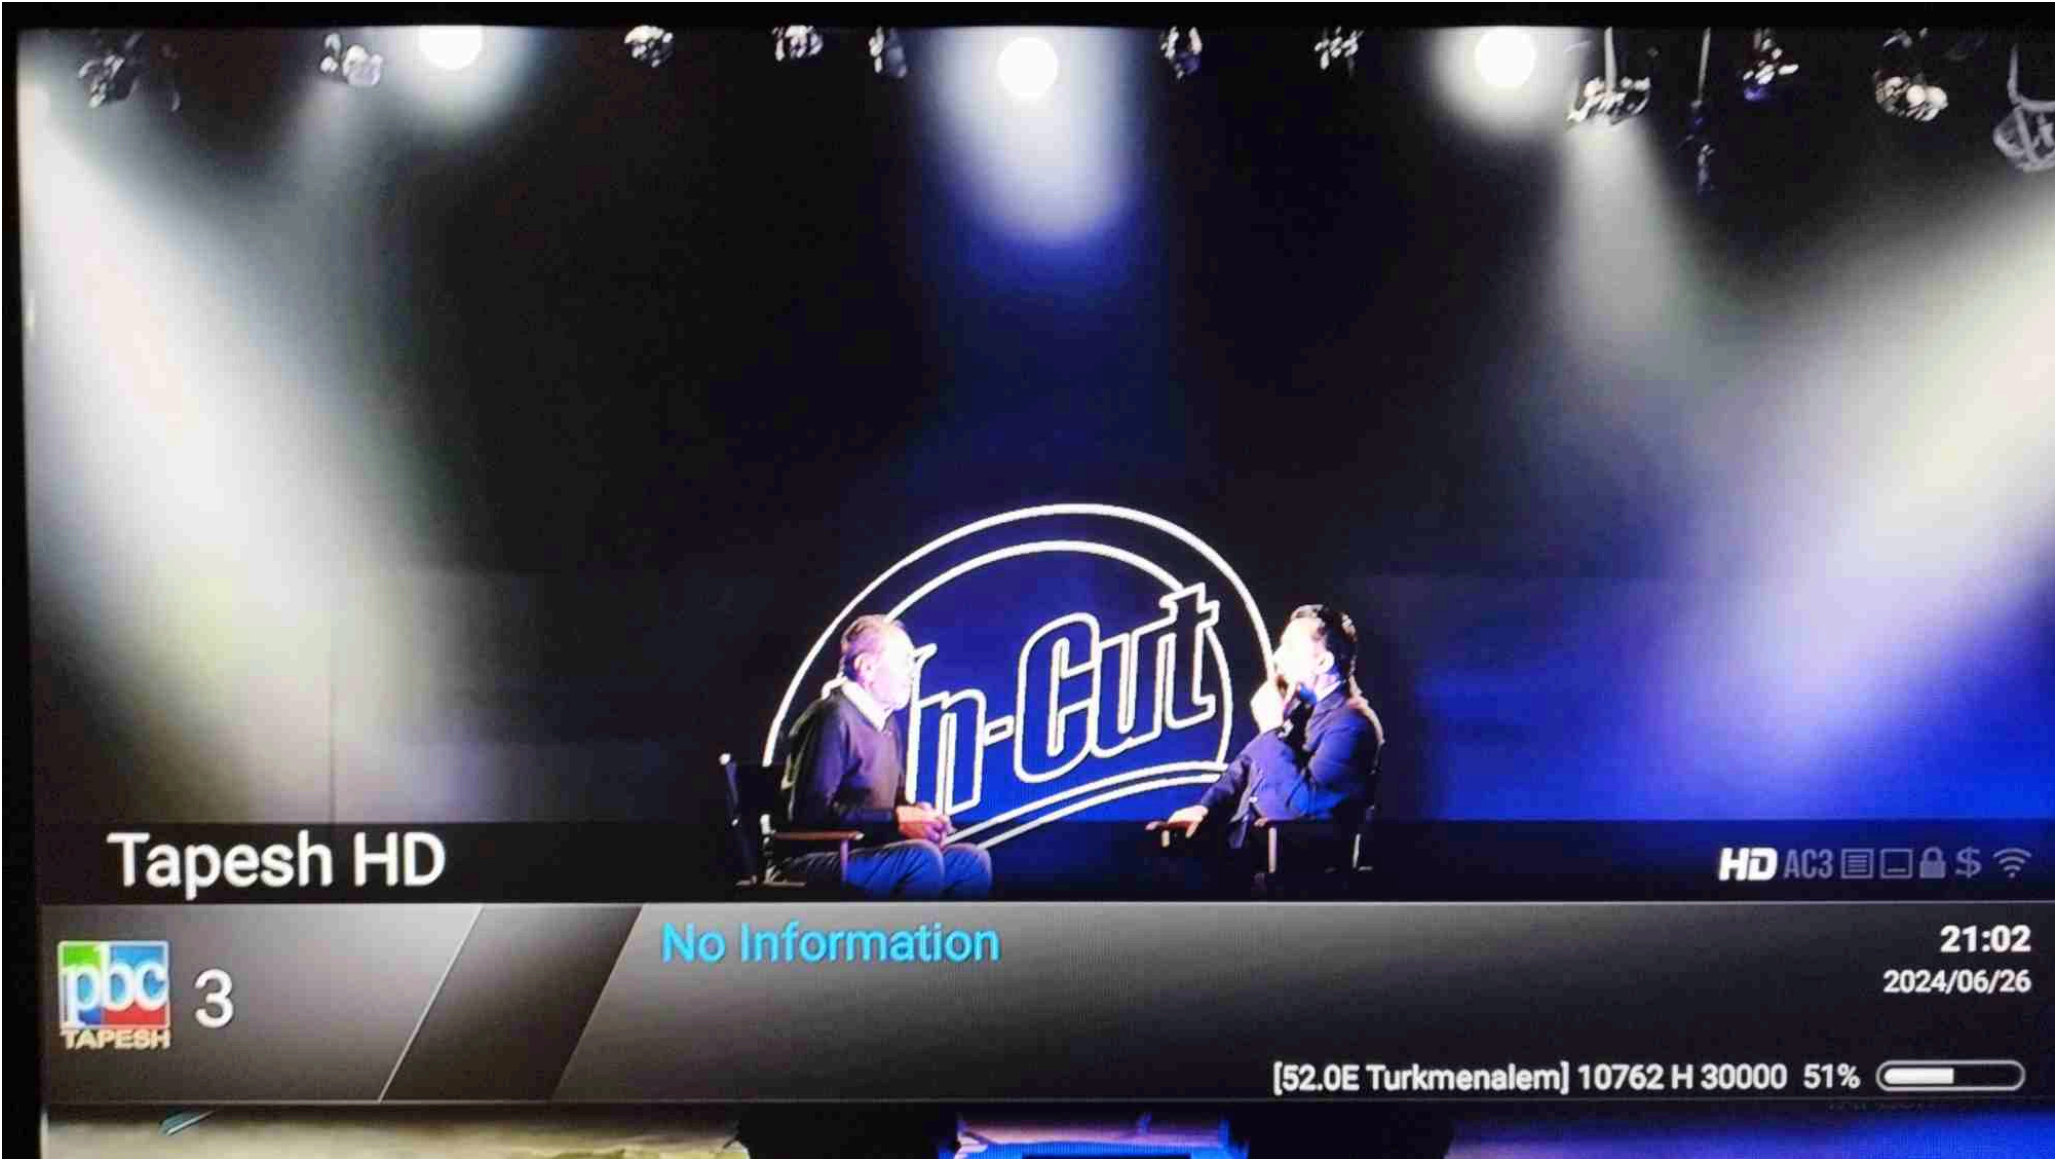 n-Cut
Tapesh HD
HD AC3 $
pbc
TAPESH
3
No Information
21:02
2024/06/26
[52.0E Turkmenalem] 10762 H 30000 51%